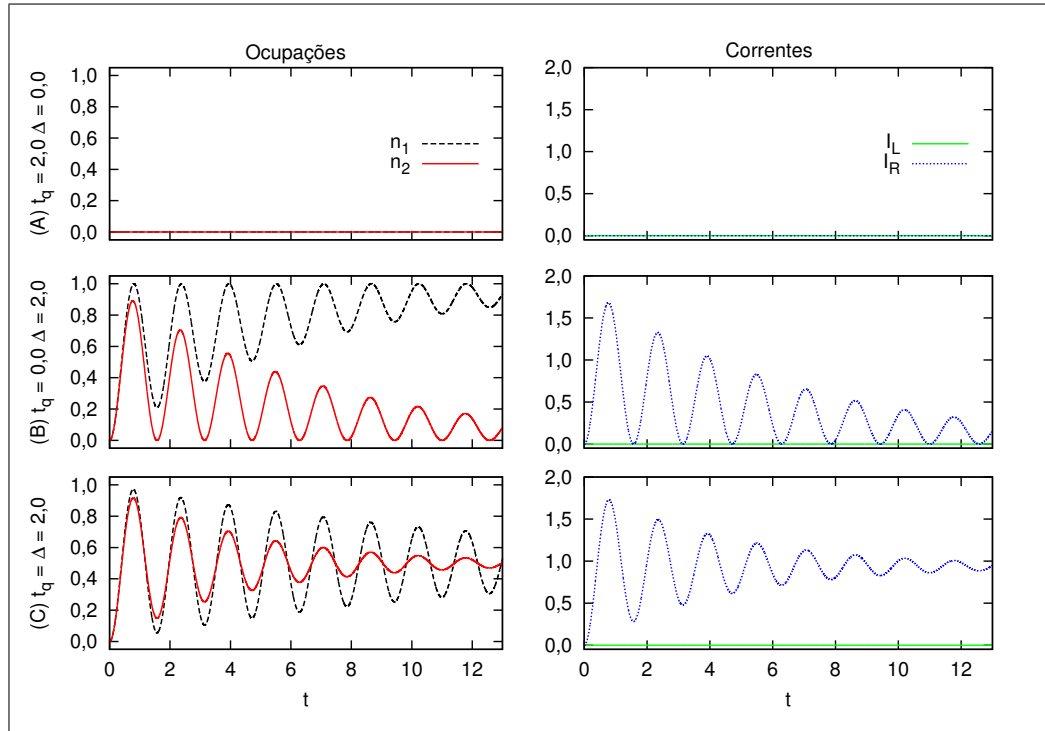 Ocupações
Correntes
(A) t_q = 2,0 Δ = 0,0
1,0
0,8
0,6
0,4
0,2
0,0
n_1
n_2
2,0
1,5
1,0
0,5
0,0
I_L
I_R
(B) t_q = 0,0 Δ = 2,0
1,0
0,8
0,6
0,4
0,2
0,0
2,0
1,5
1,0
0,5
0,0
(C) t_q = Δ = 2,0
1,0
0,8
0,6
0,4
0,2
0,0
0 2 4 6 8 10 12
t
2,0
1,5
1,0
0,5
0,0
0 2 4 6 8 10 12
t